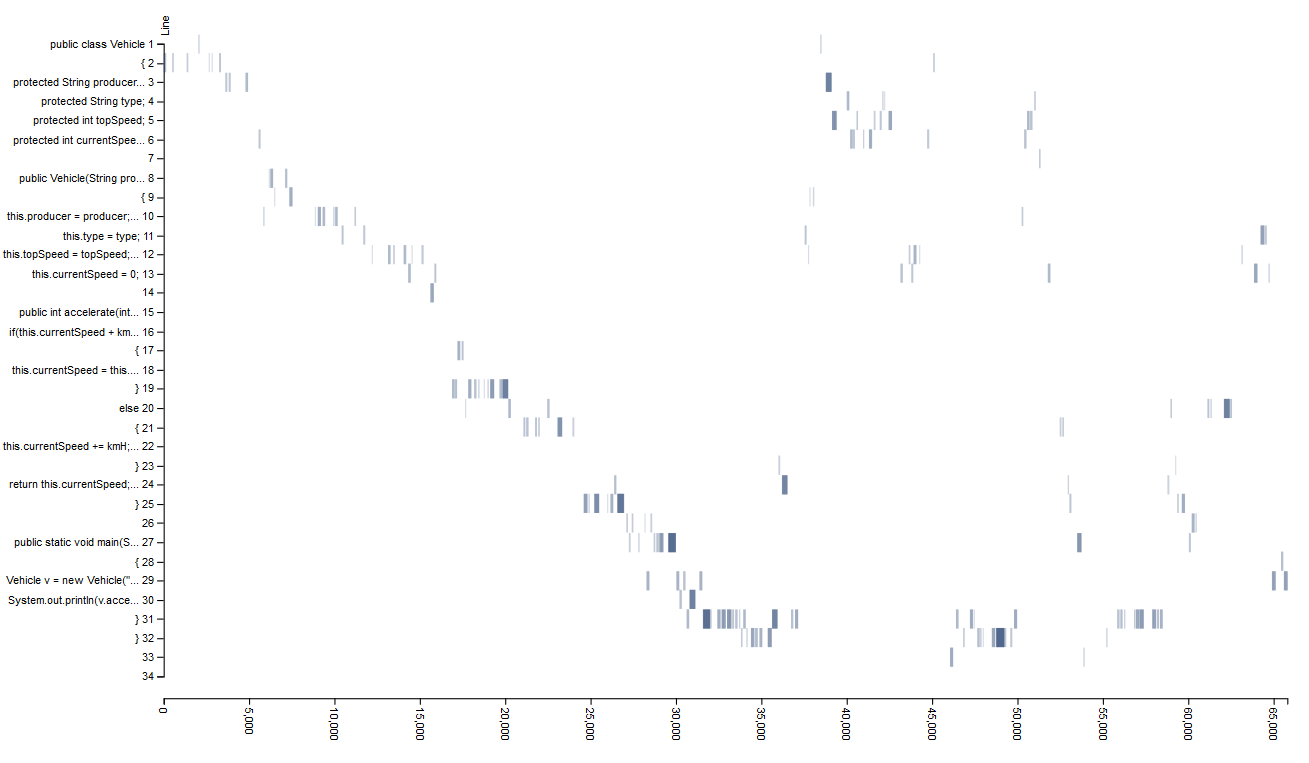 Line
public class Vehicle 1
{ 2
protected String producer... 3
protected String type; 4
protected int topSpeed; 5
protected int currentSpee... 6
7
public Vehicle(String pro... 8
{ 9
this.producer = producer;... 10
this.type = type; 11
this.topSpeed = topSpeed;... 12
this.currentSpeed = 0; 13
14
public int accelerate(int... 15
if(this.currentSpeed + km... 16
{ 17
this.currentSpeed = this.... 18
} 19
else 20
{ 21
this.currentSpeed += kmH;... 22
} 23
return this.currentSpeed;... 24
} 25
26
public static void main(S... 27
{ 28
Vehicle v = new Vehicle("... 29
System.out.println(v.acce... 30
} 31
} 32
33
34
0 5,000 10,000 15,000 20,000 25,000 30,000 35,000 40,000 45,000 50,000 55,000 60,000 65,000